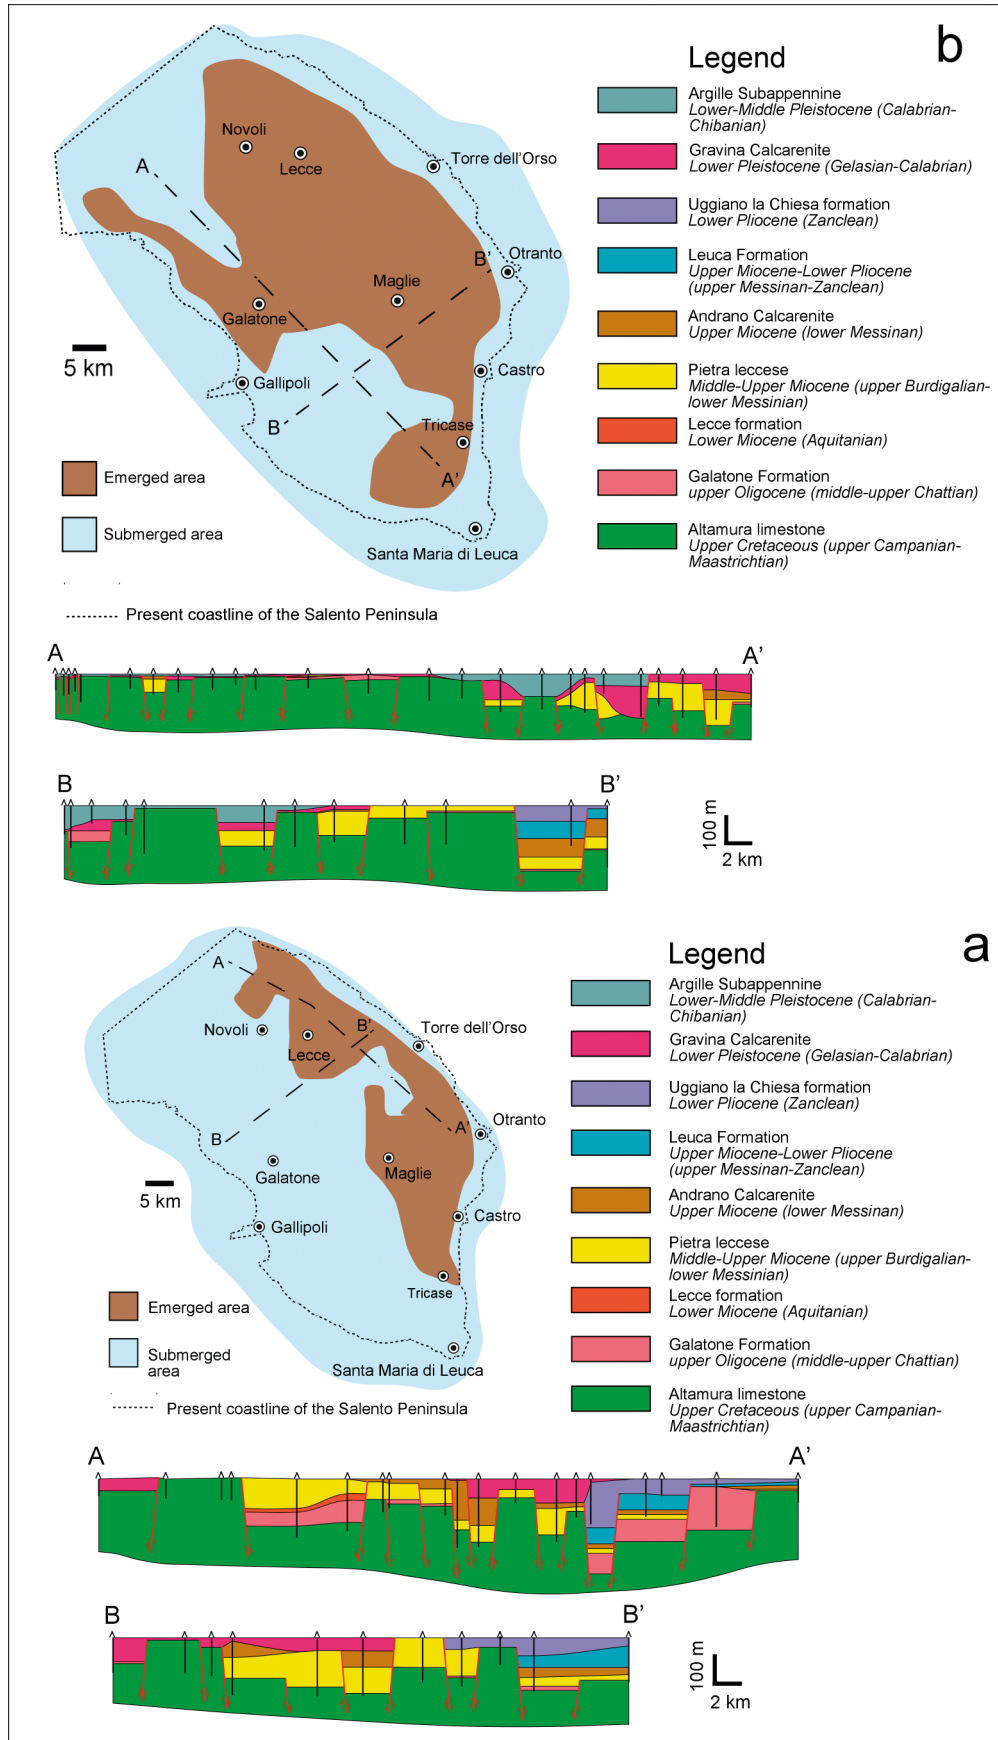 b
Legend
Argille Subappennine
Lower-Middle Pleistocene (Calabrian-
Chibanian)
Gravina Calcarenite
Lower Pleistocene (Gelasian-Calabrian)
Uggiano la Chiesa formation
Lower Pliocene (Zanclean)
Leuca Formation
Upper Miocene-Lower Pliocene
(upper Messinan-Zanclean)
Andrano Calcarenite
Upper Miocene (lower Messinan)
Pietra leccese
Middle-Upper Miocene (upper Burdigalian-
lower Messinian)
Lecce formation
Lower Miocene (Aquitanian)
Galatone Formation
upper Oligocene (middle-upper Chattian)
Altamura limestone
Upper Cretaceous (upper Campanian-
Maastrichtian)
Novoli
Lecce
Torre dell'Orso
A
B'
Otranto
Maglie
Galatone
5 km
Gallipoli
Castro
B
Tricase
A'
Emerged area
Submerged area
Santa Maria di Leuca
Present coastline of the Salento Peninsula
A
A'
B
B'
100 m
2 km
a
Legend
Argille Subappennine
Lower-Middle Pleistocene (Calabrian-
Chibanian)
Gravina Calcarenite
Lower Pleistocene (Gelasian-Calabrian)
Uggiano la Chiesa formation
Lower Pliocene (Zanclean)
Leuca Formation
Upper Miocene-Lower Pliocene
(upper Messinan-Zanclean)
Andrano Calcarenite
Upper Miocene (lower Messinan)
Pietra leccese
Middle-Upper Miocene (upper Burdigalian-
lower Messinian)
Lecce formation
Lower Miocene (Aquitanian)
Galatone Formation
upper Oligocene (middle-upper Chattian)
Altamura limestone
Upper Cretaceous (upper Campanian-
Maastrichtian)
A
Novoli
B'
Torre dell'Orso
Lecce
B
A'
Otranto
Galatone
Maglie
5 km
Gallipoli
Castro
Tricase
Emerged area
Submerged
area
Santa Maria di Leuca
Present coastline of the Salento Peninsula
A
A'
B
B'
100 m
2 km